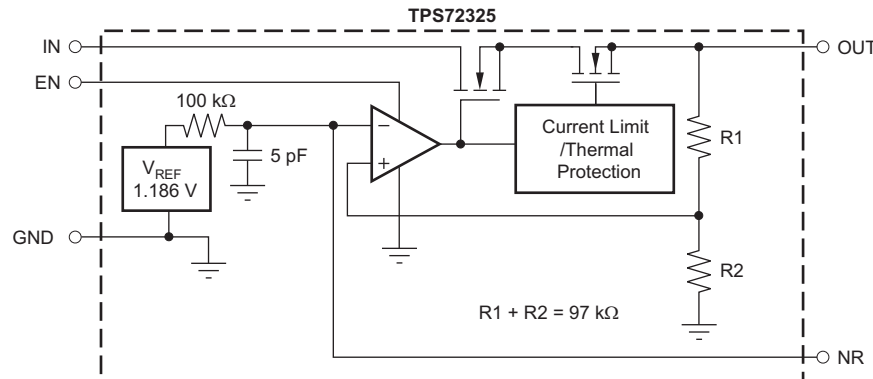 TPS72325
IN
OUT
EN
100 kΩ
−
+
5 pF
V_REF
1.186 V
Current Limit
/Thermal
Protection
R1
GND
R2
R1 + R2 = 97 kΩ
NR